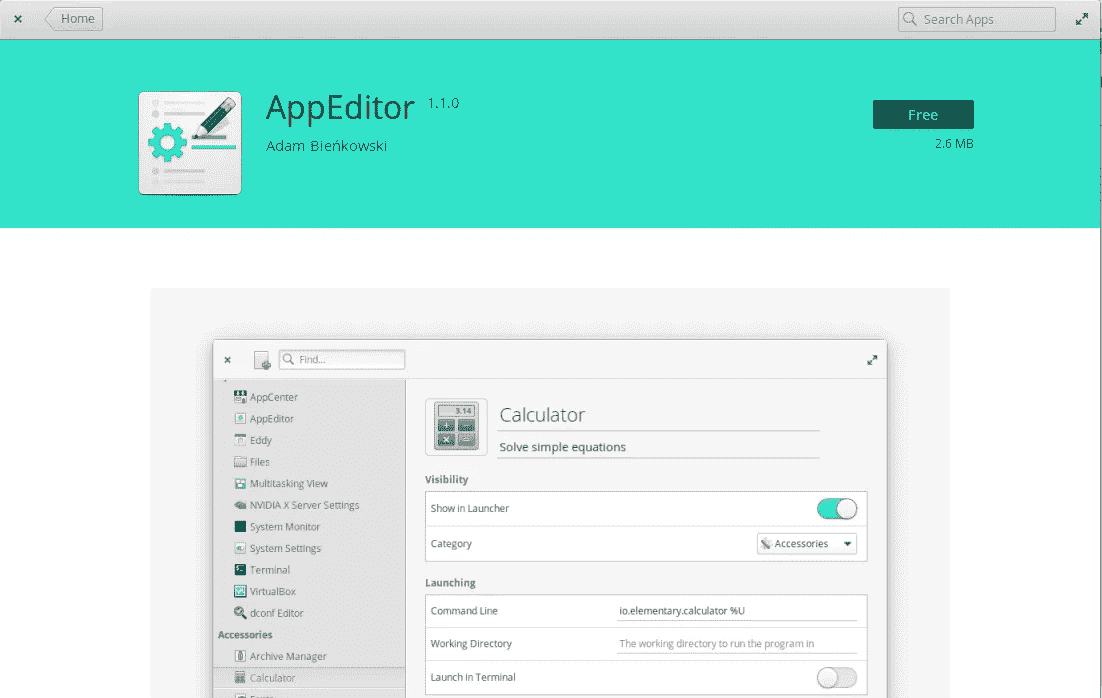 Home
Search Apps
AppEditor 1.1.0
Free
Adam Bieńkowski
2.6 MB
Find...
AppCenter
AppEditor
Eddy
Files
Multitasking View
NVIDIA X Server Settings
System Monitor
System Settings
Terminal
VirtualBox
dconf Editor
Accessories
Archive Manager
Calculator
3.14
Calculator
Solve simple equations
Visibility
Show in Launcher
Category
Accessories
Launching
Command Line
io.elementary.calculator %U
Working Directory
The working directory to run the program in
Launch in Terminal